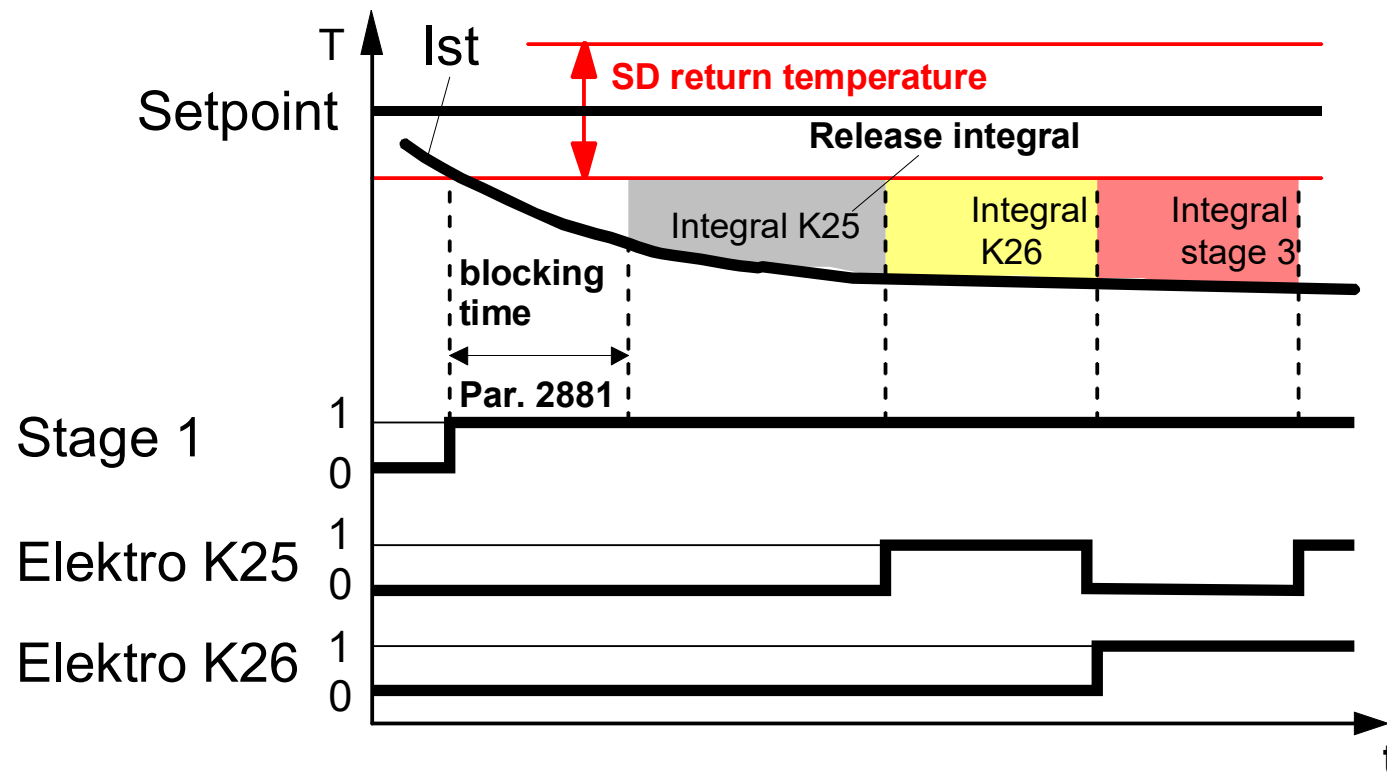 T
Ist
SD return temperature
Setpoint
Release integral
Integral K25
Integral
K26
Integral
stage 3
blocking
time
Par. 2881
Stage 1
1
0
Elektro K25
1
0
Elektro K26
1
0
t